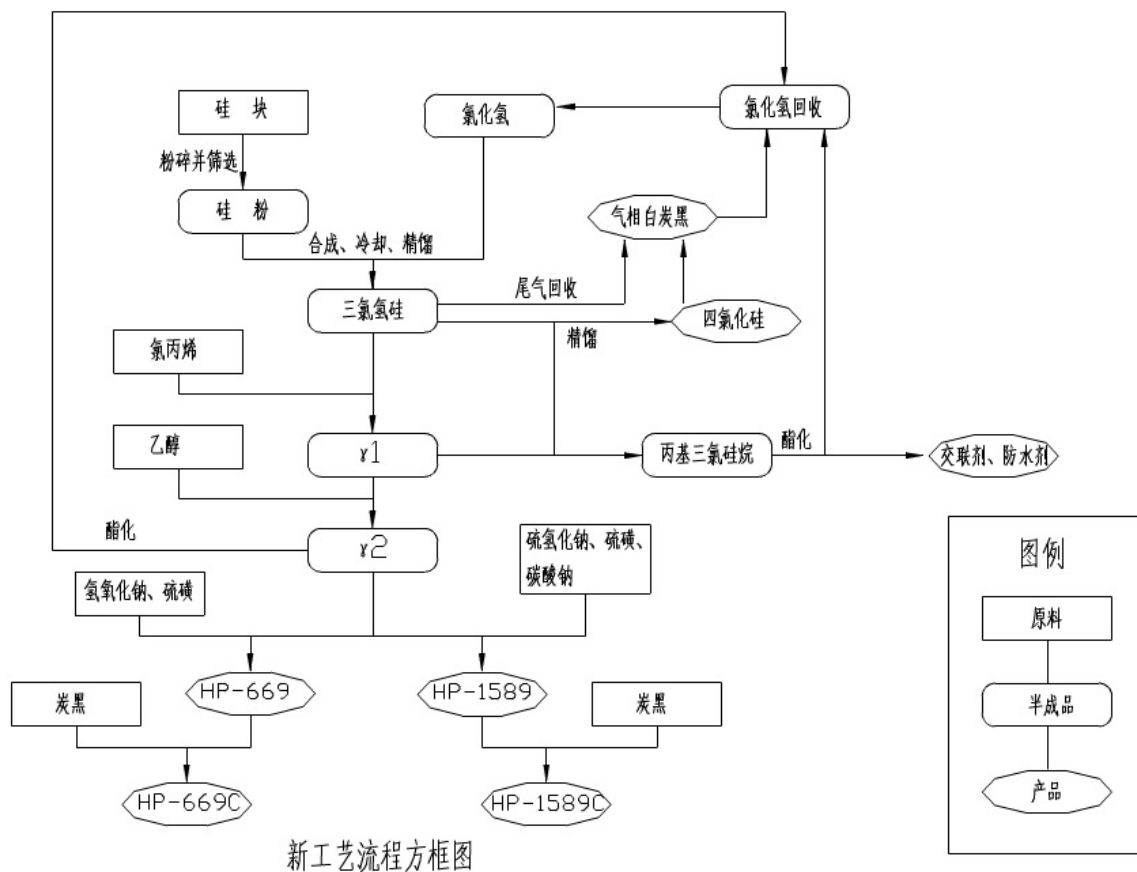 硅 块
氯化氢
氯化氢回收
粉碎并筛选
硅 粉
气相白炭黑
合成、冷却、精馏
尾气回收
三氯氢硅
四氯化硅
精馏
氯丙烯
乙醇
γ1
丙基三氯硅烷
酯化
交联剂、防水剂
酯化
γ2
硫氢化钠、硫磺、
碳酸钠
氢氧化钠、硫磺
HP-669
HP-1589
炭黑
炭黑
HP-669C
HP-1589C
图例
原料
半成品
产品
新工艺流程方框图